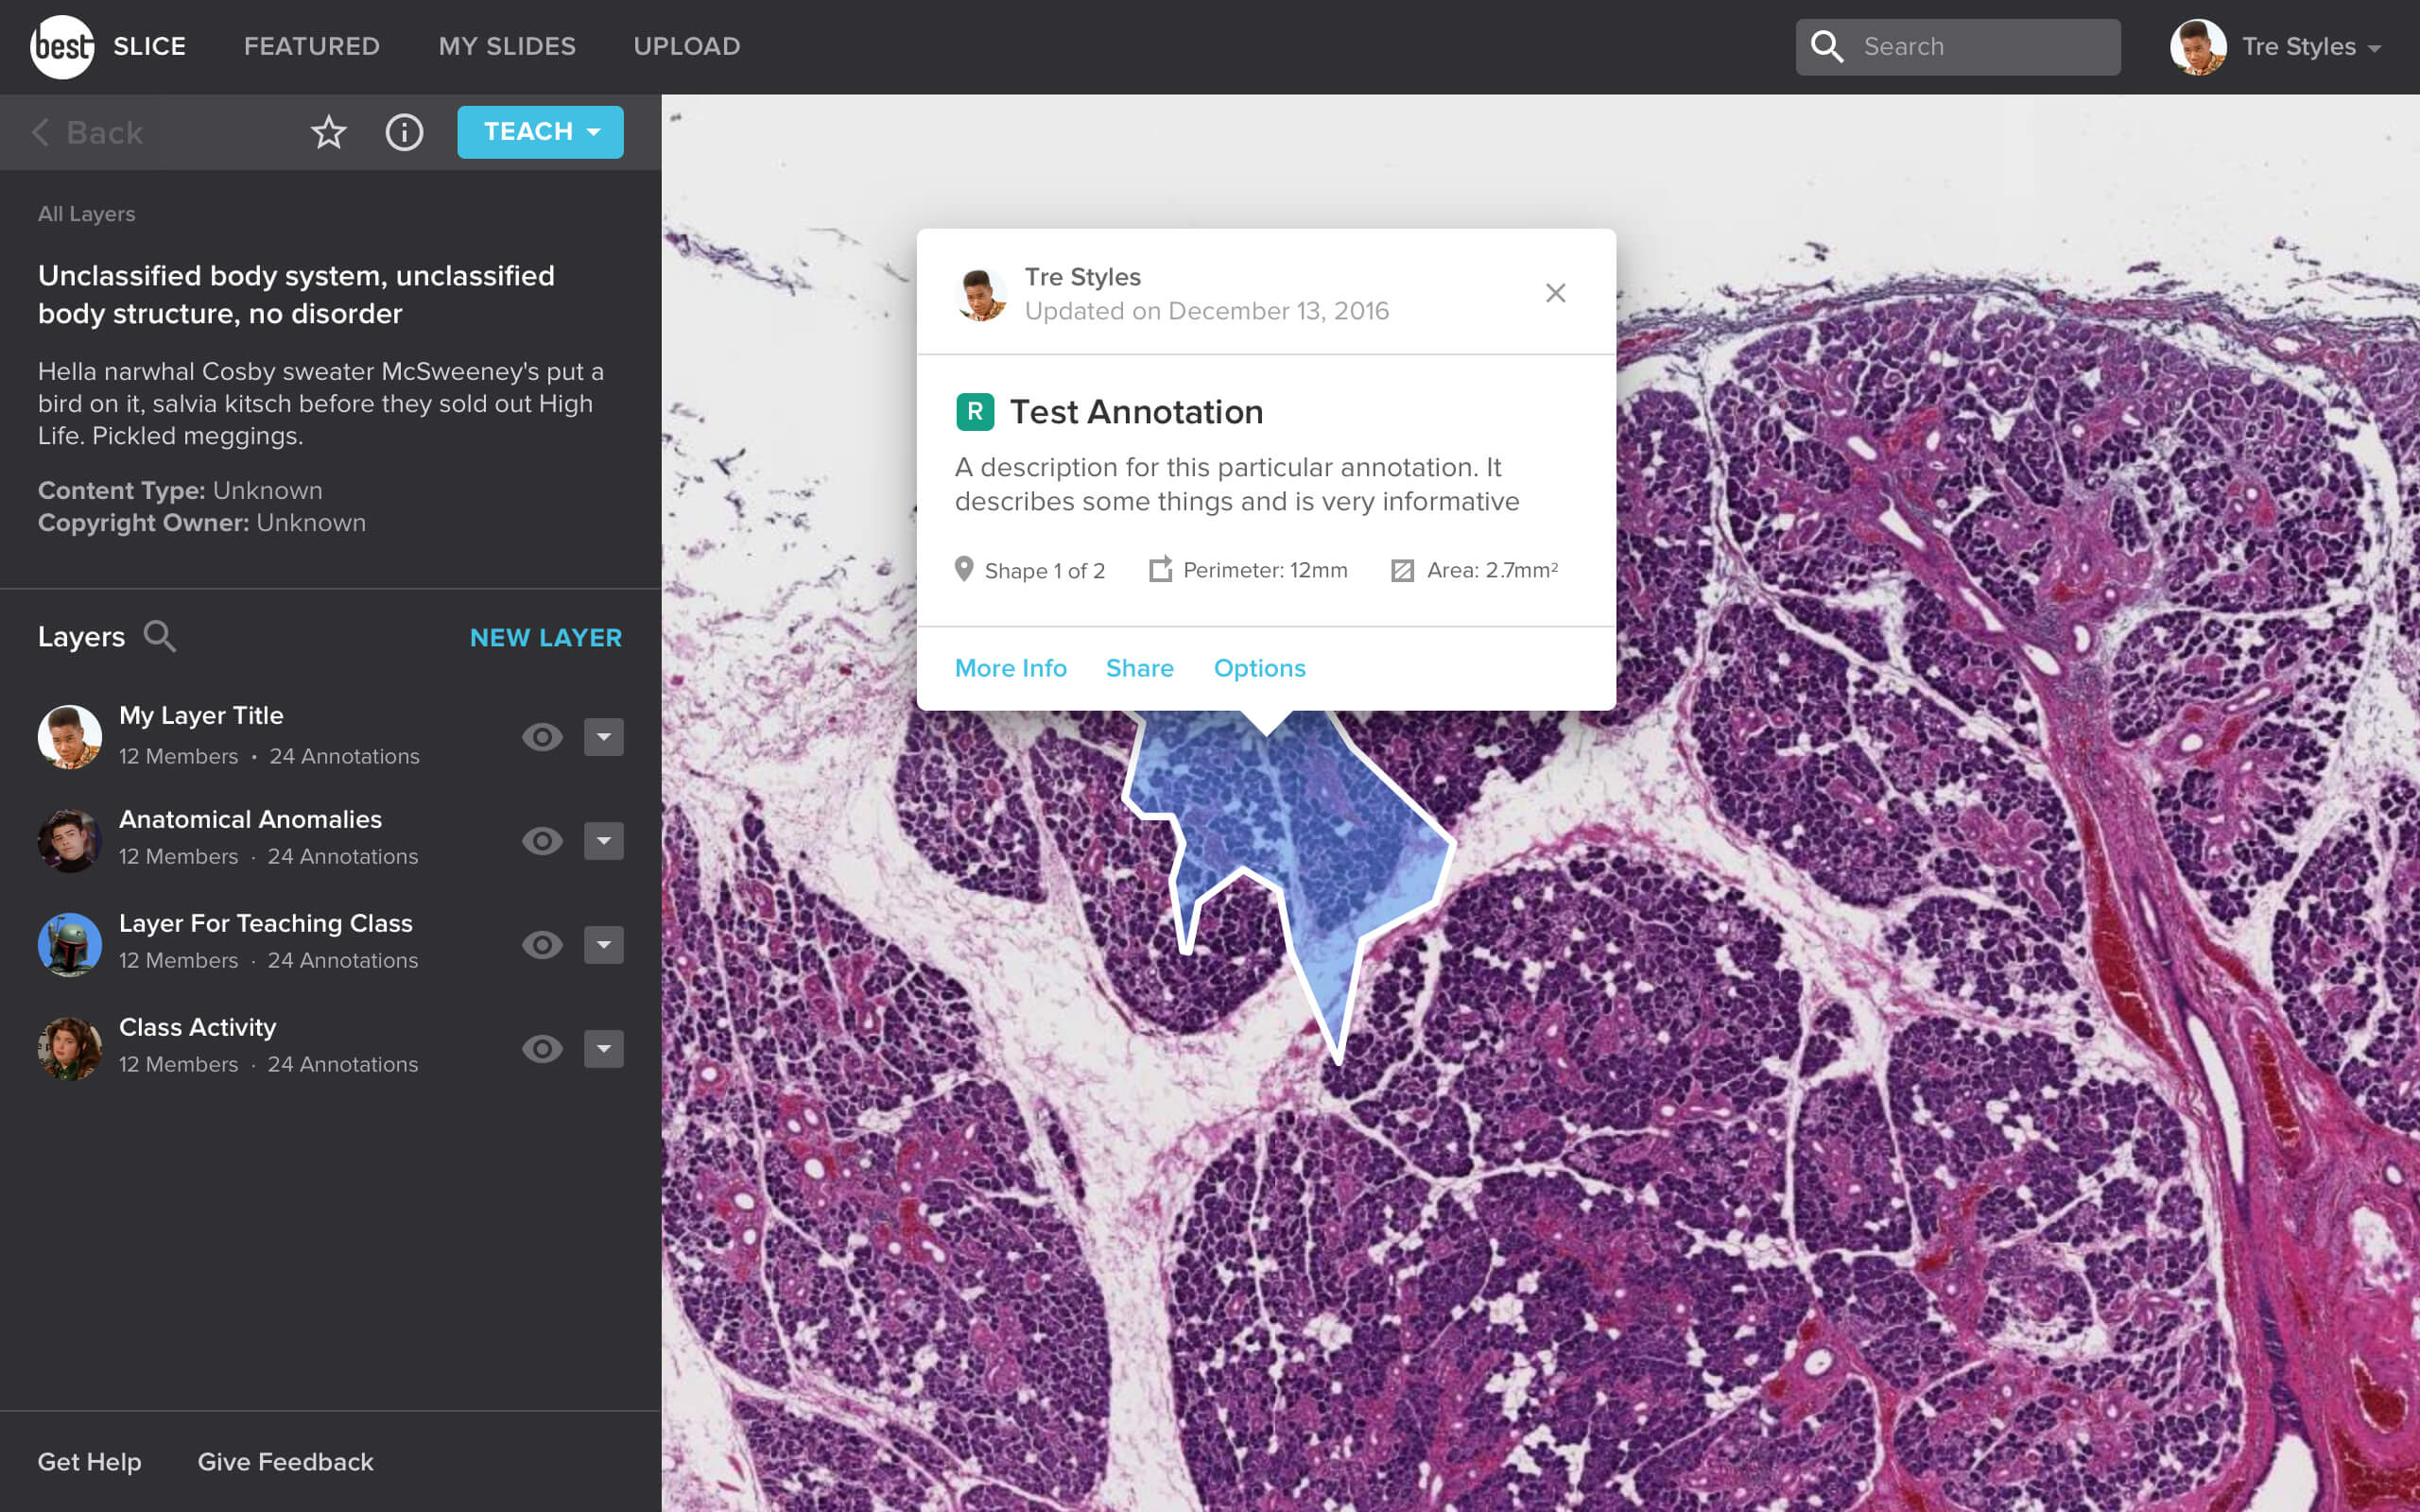 best SLICE FEATURED MY SLIDES UPLOAD Search Tre Styles
Back TEACH
All Layers
Unclassified body system, unclassified
body structure, no disorder
Hella narwhal Cosby sweater McSweeney's put a
bird on it, salvia kitsch before they sold out High
Life. Pickled meggings.
Content Type: Unknown
Copyright Owner: Unknown
Layers NEW LAYER
My Layer Title
12 Members • 24 Annotations
Anatomical Anomalies
12 Members · 24 Annotations
Layer For Teaching Class
12 Members · 24 Annotations
Class Activity
12 Members · 24 Annotations
Get Help Give Feedback
Tre Styles
Updated on December 13, 2016
R Test Annotation
A description for this particular annotation. It
describes some things and is very informative
Shape 1 of 2 Perimeter: 12mm Area: 2.7mm²
More Info Share Options